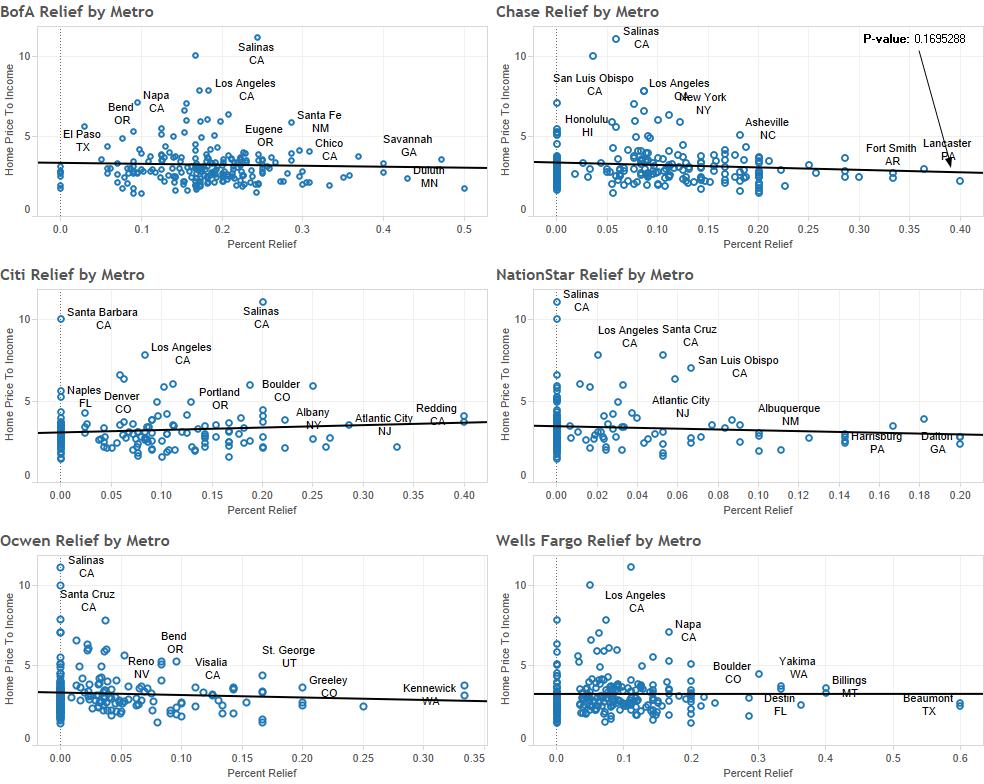 BofA Relief by Metro
Home Price To Income
10
5
0
Salinas
CA
Los Angeles
CA
Napa
CA
Bend
OR
El Paso
TX
Santa Fe
NM
Eugene
OR
Chico
CA
Savannah
GA
Duluth
MN
0.0 0.1 0.2 0.3 0.4 0.5
Percent Relief
Chase Relief by Metro
Home Price To Income
10
5
0
P-value: 0.1695288
Salinas
CA
San Luis Obispo
CA
Los Angeles
CA
New York
NY
Honolulu
HI
Asheville
NC
Fort Smith
AR
Lancaster
0.00 0.05 0.10 0.15 0.20 0.25 0.30 0.35 0.40
Percent Relief
Citi Relief by Metro
Home Price To Income
10
5
0
Santa Barbara
CA
Salinas
CA
Los Angeles
CA
Naples
FL
Denver
CO
Portland
OR
Boulder
CO
Albany
NY
Atlantic City
NJ
Redding
CA
0.00 0.05 0.10 0.15 0.20 0.25 0.30 0.35 0.40
Percent Relief
NationStar Relief by Metro
Home Price To Income
10
5
0
Salinas
CA
Los Angeles
CA
Santa Cruz
CA
San Luis Obispo
CA
Atlantic City
NJ
Albuquerque
NM
Harrisburg
PA
Dalton
GA
0.00 0.02 0.04 0.06 0.08 0.10 0.12 0.14 0.16 0.18 0.20
Percent Relief
Ocwen Relief by Metro
Home Price To Income
10
5
0
Salinas
CA
Santa Cruz
CA
Bend
OR
Reno
NV
Visalia
CA
St. George
UT
Greeley
CO
Kennewick
WA
0.00 0.05 0.10 0.15 0.20 0.25 0.30 0.35
Percent Relief
Wells Fargo Relief by Metro
Home Price To Income
10
5
0
Los Angeles
CA
Napa
CA
Boulder
CO
Yakima
WA
Billings
MT
Destin
FL
Beaumont
TX
0.0 0.1 0.2 0.3 0.4 0.5 0.6
Percent Relief